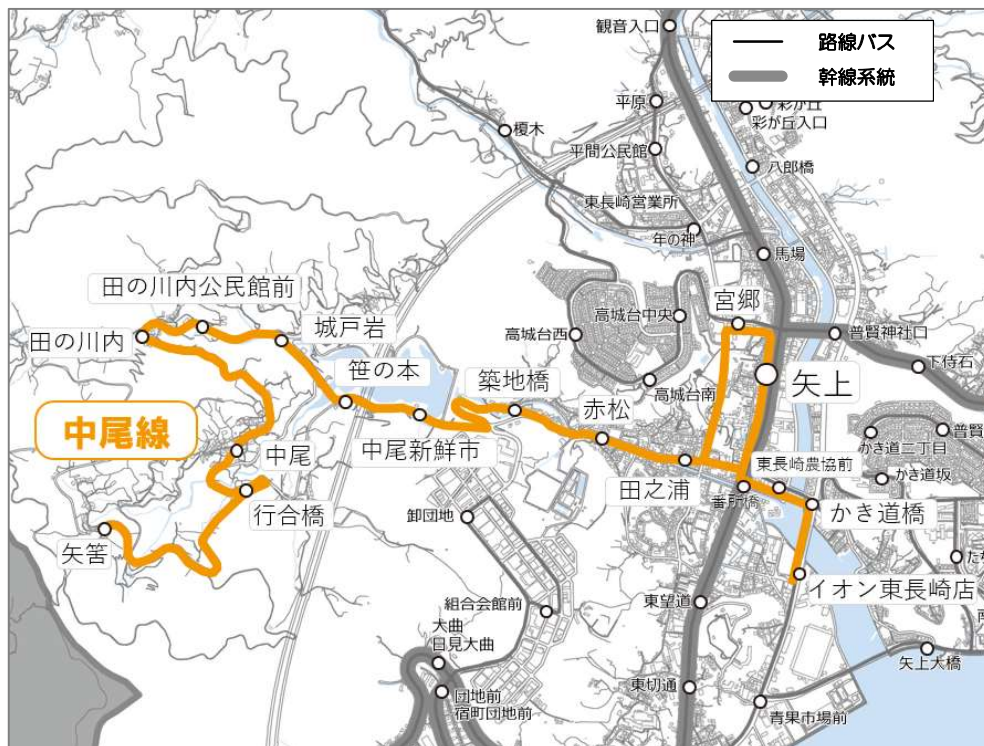 観音入口
路線バス
幹線系統
平原
彩が丘
彩が丘入口
榎木
平間公民館
八郎橋
東長崎営業所
年の神
馬場
田の川内公民館前
宮郷
田の川内
城戸岩
高城台西
高城台中央
普賢神社口
笹の本
築地橋
下待石
矢上
高城台南
赤松
中尾線
中尾
中尾新鮮市
かき道二丁目
普賢
東長崎農協前
かき道坂
田之浦
番所橋
かき道橋
行合橋
卸団地
矢筈
イオン東長崎店
組合会館前
東望道
犬曲
日見大曲
矢上大橋
東切通
団地前
宿町団地前
青果市場前